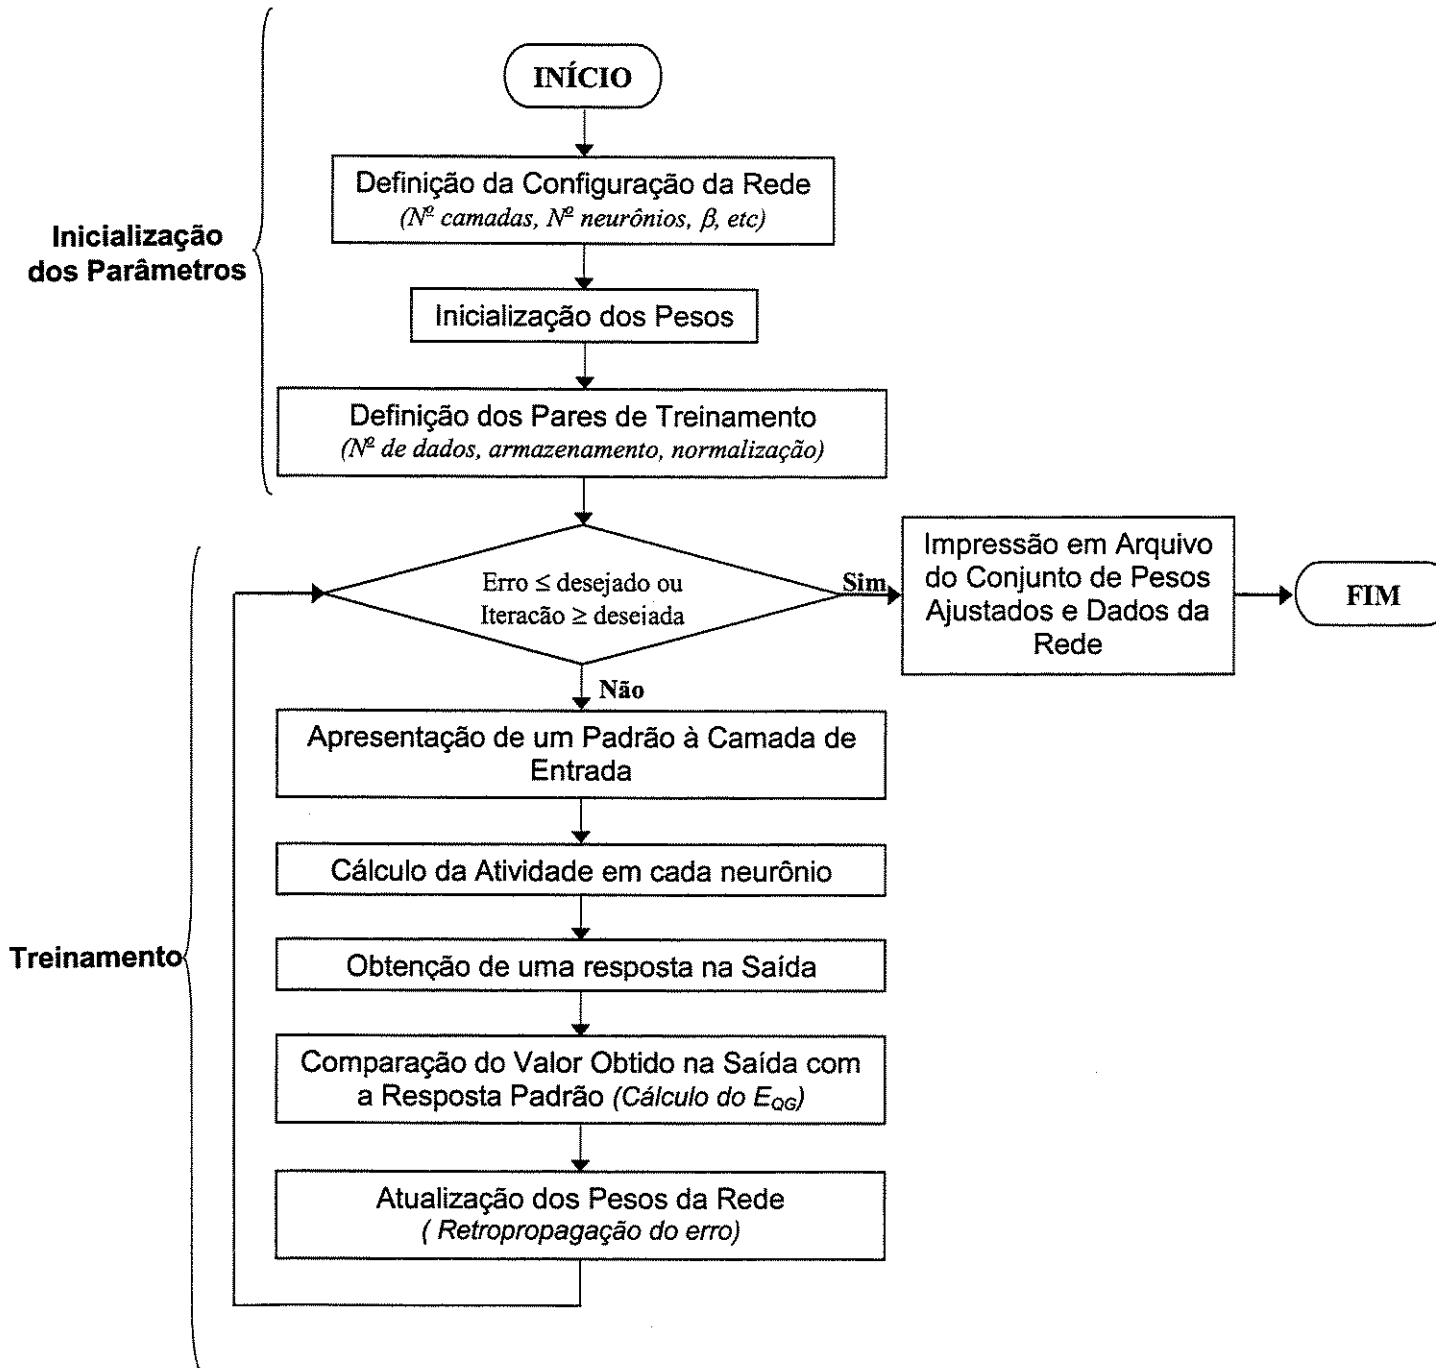 INÍCIO
Definição da Configuração da Rede
(Nº camadas, Nº neurônios, β, etc)
Inicialização
dos Parâmetros
Inicialização dos Pesos
Definição dos Pares de Treinamento
(Nº de dados, armazenamento, normalização)
Erro ≤ desejado ou
Iteração ≥ desejada
Sim
Impressão em Arquivo
do Conjunto de Pesos
Ajustados e Dados da
Rede
FIM
Não
Apresentação de um Padrão à Camada de
Entrada
Cálculo da Atividade em cada neurônio
Treinamento
Obtenção de uma resposta na Saída
Comparação do Valor Obtido na Saída com
a Resposta Padrão (Cálculo do EQG)
Atualização dos Pesos da Rede
( Retropropagação do erro)